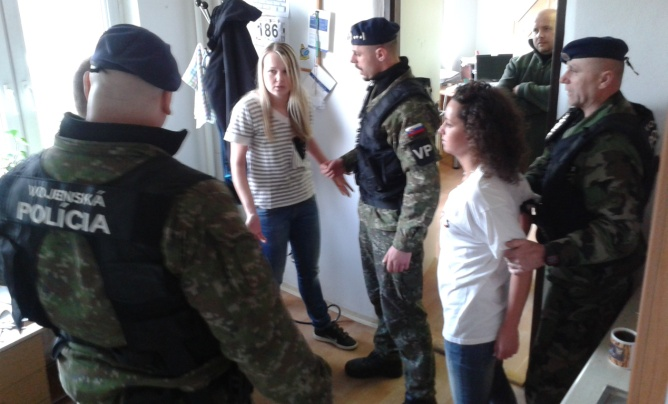 186
VOJENSKÁ
POLÍCIA
VP